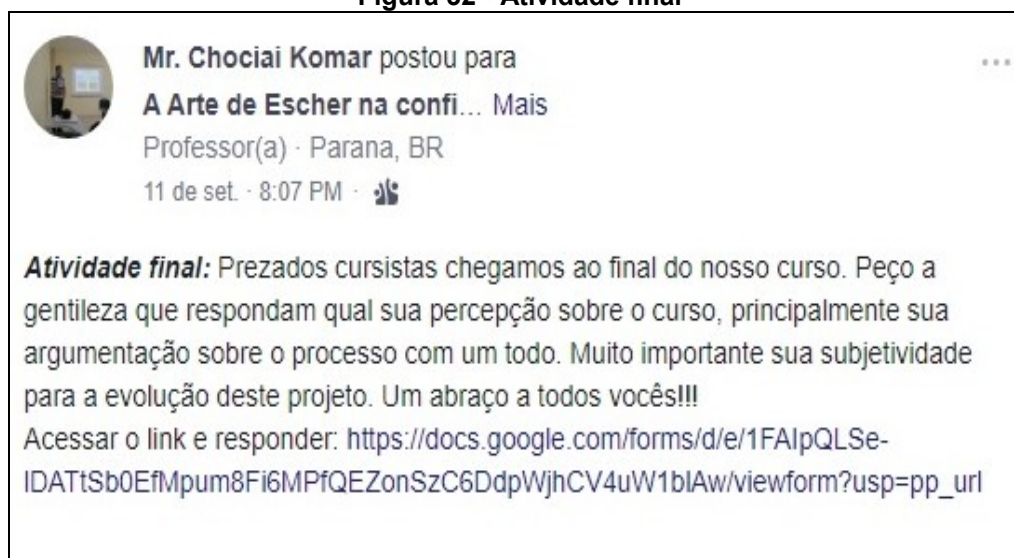 Figura 32 - Atividade final
Mr. Chociai Komar postou para
A Arte de Escher na confi... Mais
Professor(a) · Parana, BR
11 de set. · 8:07 PM ·
Atividade final: Prezados cursistas chegamos ao final do nosso curso. Peço a
gentileza que respondam qual sua percepção sobre o curso, principalmente sua
argumentação sobre o processo com um todo. Muito importante sua subjetividade
para a evolução deste projeto. Um abraço a todos vocês!!!
Acessar o link e responder: https://docs.google.com/forms/d/e/1FAIpQLSe-
IDATtSb0EfMpum8Fi6MPfQEZonSzC6DdpWjhCV4uW1blAw/viewform?usp=pp_url